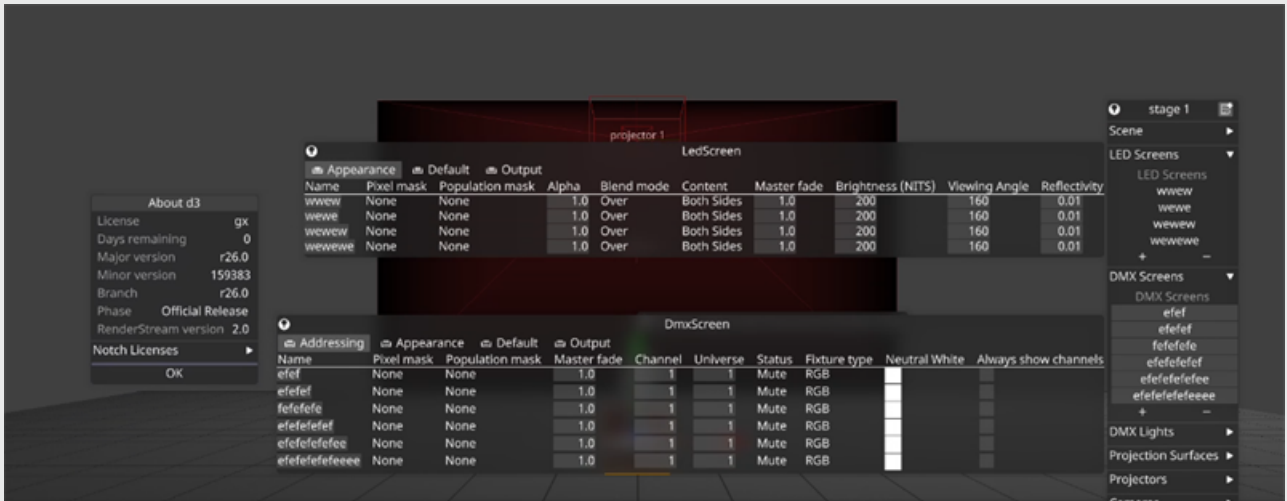 projector 1
LedScreen
Appearance Default Output
Name Pixel mask Population mask Alpha Blend mode Content Master fade Brightness (NITS) Viewing Angle Reflectivity
wwew None None 1.0 Over Both Sides 1.0 200 160 0.01
wewe None None 1.0 Over Both Sides 1.0 200 160 0.01
wewew None None 1.0 Over Both Sides 1.0 200 160 0.01
wewewe None None 1.0 Over Both Sides 1.0 200 160 0.01
About d3
License gx
Days remaining 0
Major version r26.0
Minor version 159383
Branch r26.0
Phase Official Release
RenderStream version 2.0
Notch Licenses
OK
DmxScreen
Addressing Appearance Default Output
Name Pixel mask Population mask Master fade Channel Universe Status Fixture type Neutral White Always show channels
efef None None 1.0 1 1 Mute RGB
efefef None None 1.0 1 1 Mute RGB
fefefefe None None 1.0 1 1 Mute RGB
efefefefef None None 1.0 1 1 Mute RGB
efefefefefee None None 1.0 1 1 Mute RGB
efefefefefeeee None None 1.0 1 1 Mute RGB
stage 1
Scene
LED Screens
LED Screens
wwew
wewe
wewew
wewewe
+ −
DMX Screens
DMX Screens
efef
efefef
fefefefe
efefefefef
efefefefefee
efefefefefeeee
+ −
DMX Lights
Projection Surfaces
Projectors